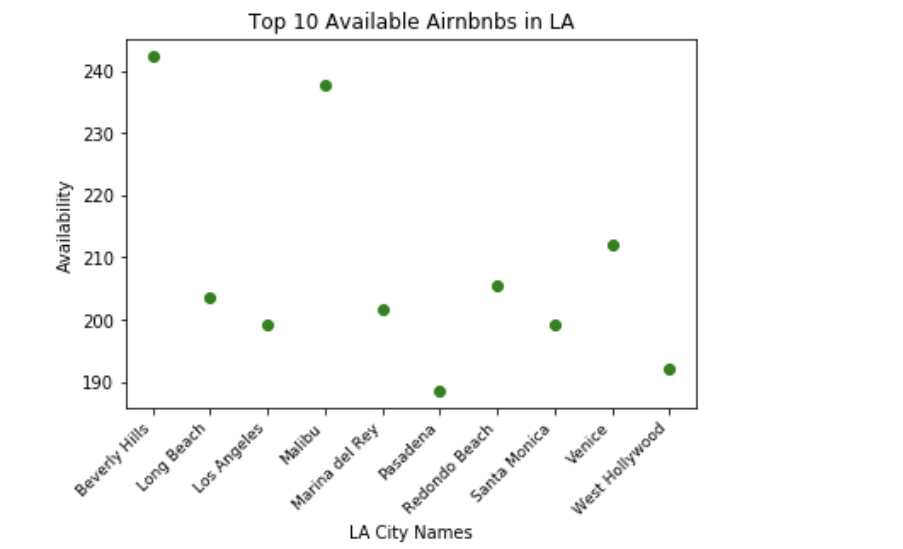 Top 10 Available Airnbnbs in LA
Availability
240
230
220
210
200
190
Beverly Hills
Long Beach
Los Angeles
Malibu
Marina del Rey
Pasadena
Redondo Beach
Santa Monica
Venice
West Hollywood
LA City Names